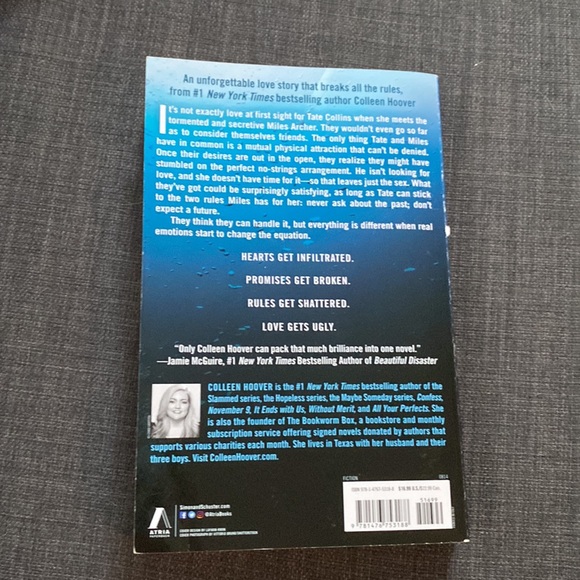 An unforgettable love story that breaks all the rules,
from #1 New York Times bestselling author Colleen Hoover
It's not exactly love at first sight for Tate Collins when she meets the
tormented and secretive Miles Archer. They wouldn't even go so far
as to consider themselves friends. The only thing Tate and Miles
have in common is a mutual physical attraction that can't be denied.
Once their desires are out in the open, they realize they might have
stumbled on the perfect no-strings arrangement. He isn't looking for
love, and she doesn't have time for it—so that leaves just the sex. What
they've got could be surprisingly satisfying, as long as Tate can stick
to the two rules Miles has for her: never ask about the past; don't
expect a future.
They think they can handle it, but everything is different when real
emotions start to change the equation.
HEARTS GET INFILTRATED.
PROMISES GET BROKEN.
RULES GET SHATTERED.
LOVE GETS UGLY.
"Only Colleen Hoover can pack that much brilliance into one novel."
—Jamie McGuire, #1 New York Times Bestselling Author of Beautiful Disaster
COLLEEN HOOVER is the #1 New York Times bestselling author of the
Slammed series, the Hopeless series, the Maybe Someday series, Confess,
November 9, It Ends with Us, Without Merit, and All Your Perfects. She
is also the founder of The Bookworm Box, a bookstore and monthly
subscription service offering signed novels donated by authors that
supports various charities each month. She lives in Texas with her husband and their
three boys. Visit ColleenHoover.com.
FICTION
ATRIA
SimonandSchuster.com
@AtriaBooks
51699
9 781476 753188